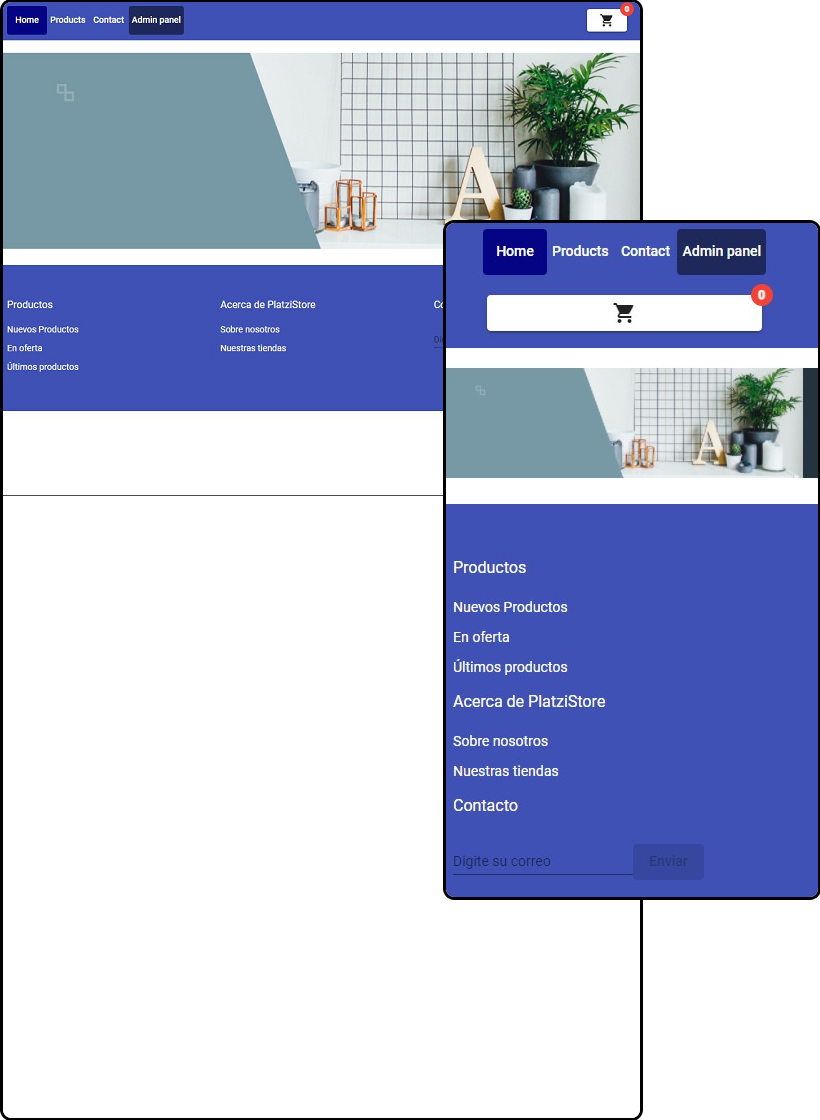 Home Products Contact Admin panel 0
Productos
Nuevos Productos
En oferta
Últimos productos
Acerca de PlatziStore
Sobre nosotros
Nuestras tiendas
Home Products Contact Admin panel
0
A
Productos
Nuevos Productos
En oferta
Últimos productos
Acerca de PlatziStore
Sobre nosotros
Nuestras tiendas
Contacto
Digite su correo Enviar